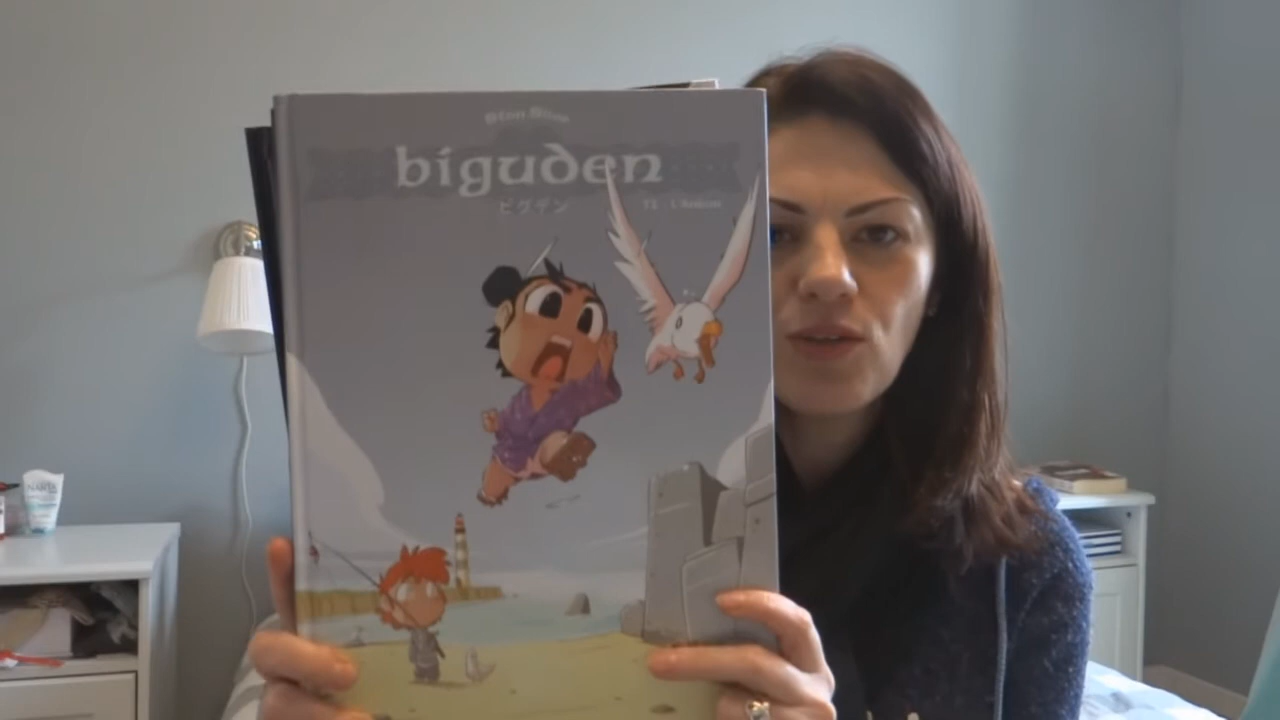 Stan Silas
biguden
ビグデン
T1 L'Ankou